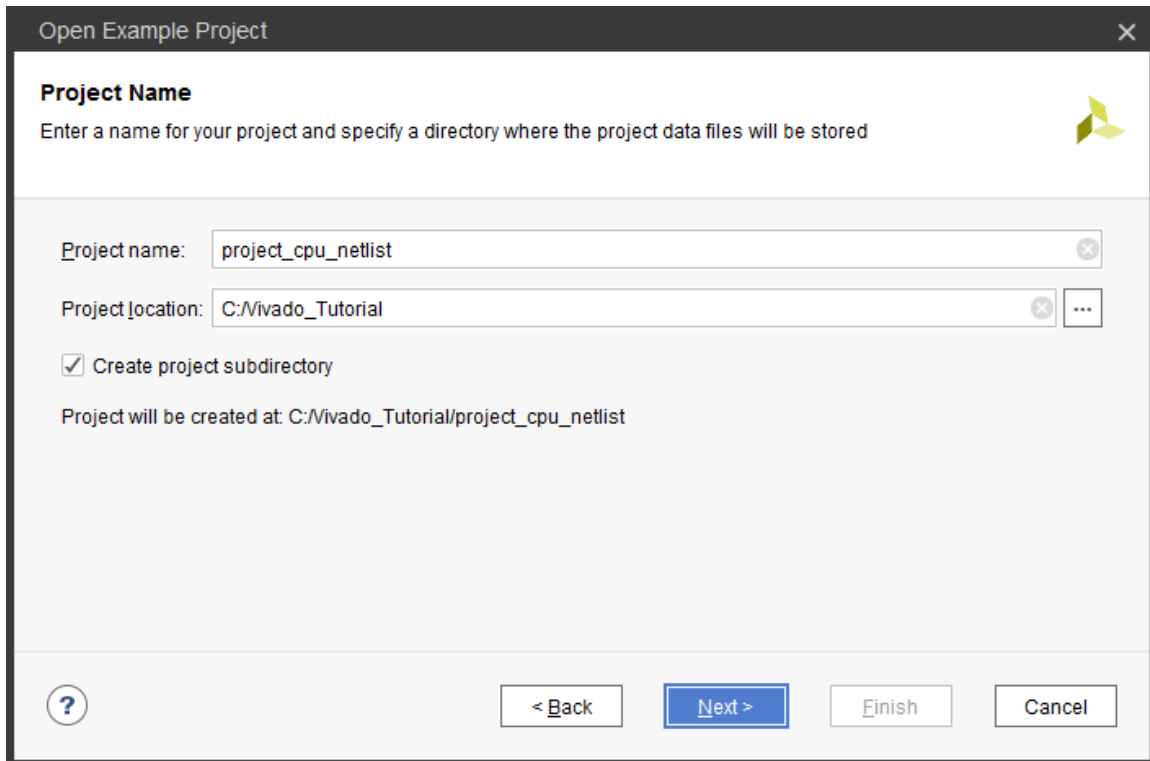 Open Example Project
Project Name
Enter a name for your project and specify a directory where the project data files will be stored
Project name: project_cpu_netlist
Project location: C:/Vivado_Tutorial ...
Create project subdirectory
Project will be created at: C:/Vivado_Tutorial/project_cpu_netlist
? < Back Next > Finish Cancel